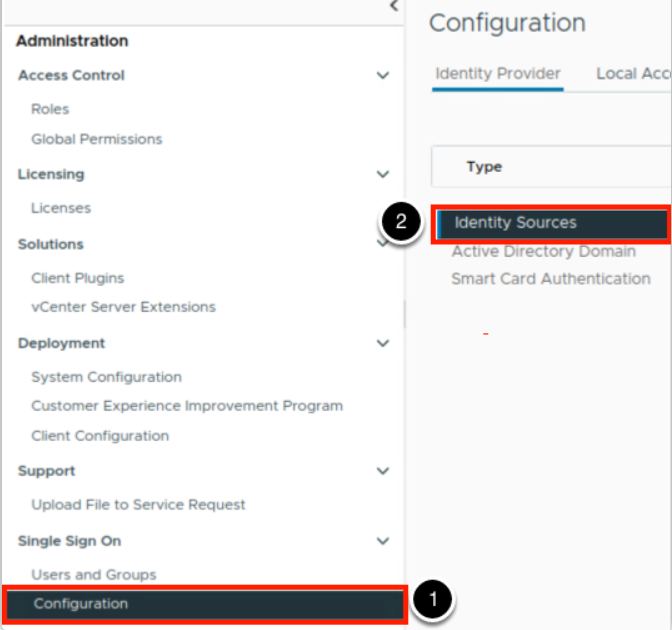 Administration
Access Control
Roles
Global Permissions
Licensing
Licenses
Solutions
Client Plugins
vCenter Server Extensions
Deployment
System Configuration
Customer Experience Improvement Program
Client Configuration
Support
Upload File to Service Request
Single Sign On
Users and Groups
Configuration
1
Configuration
Identity Provider Local Acc
Type
2
Identity Sources
Active Directory Domain
Smart Card Authentication
-